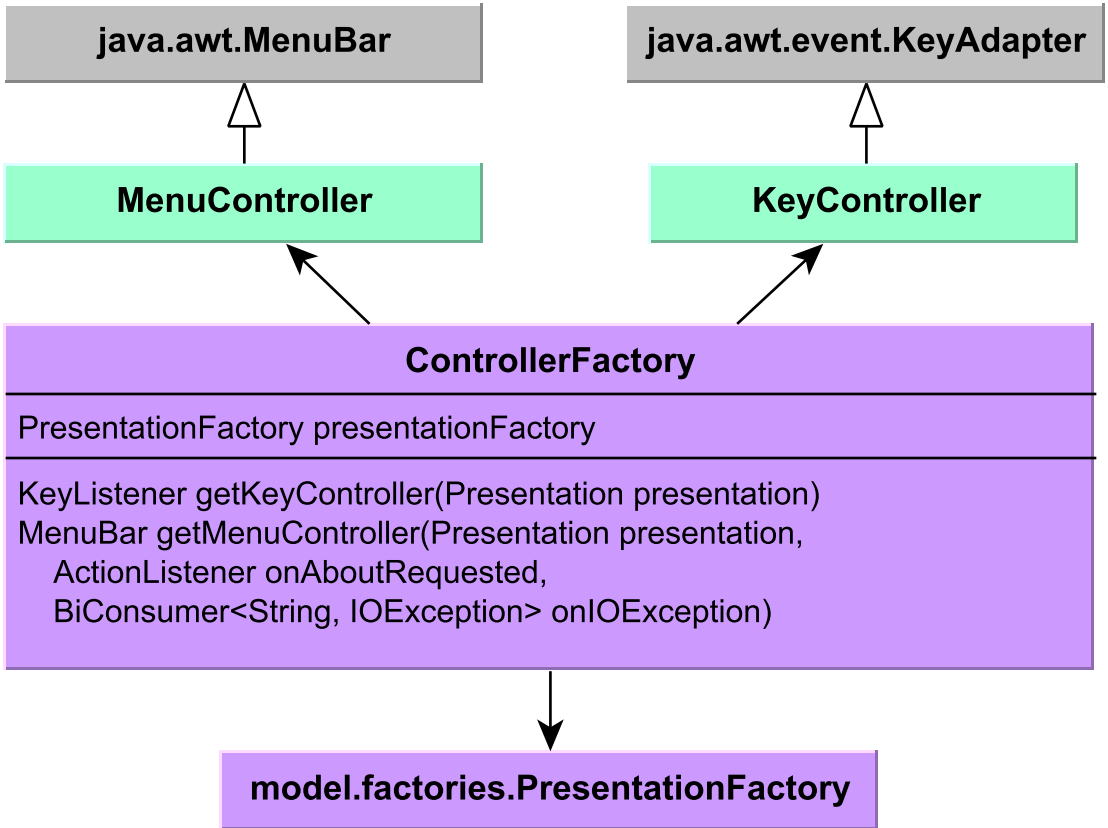 java.awt.MenuBar
java.awt.event.KeyAdapter
MenuController
KeyController
ControllerFactory
PresentationFactory presentationFactory
KeyListener getKeyController(Presentation presentation)
MenuBar getMenuController(Presentation presentation,
ActionListener onAboutRequested,
BiConsumer<String, IOException> onIOException)
model.factories.PresentationFactory